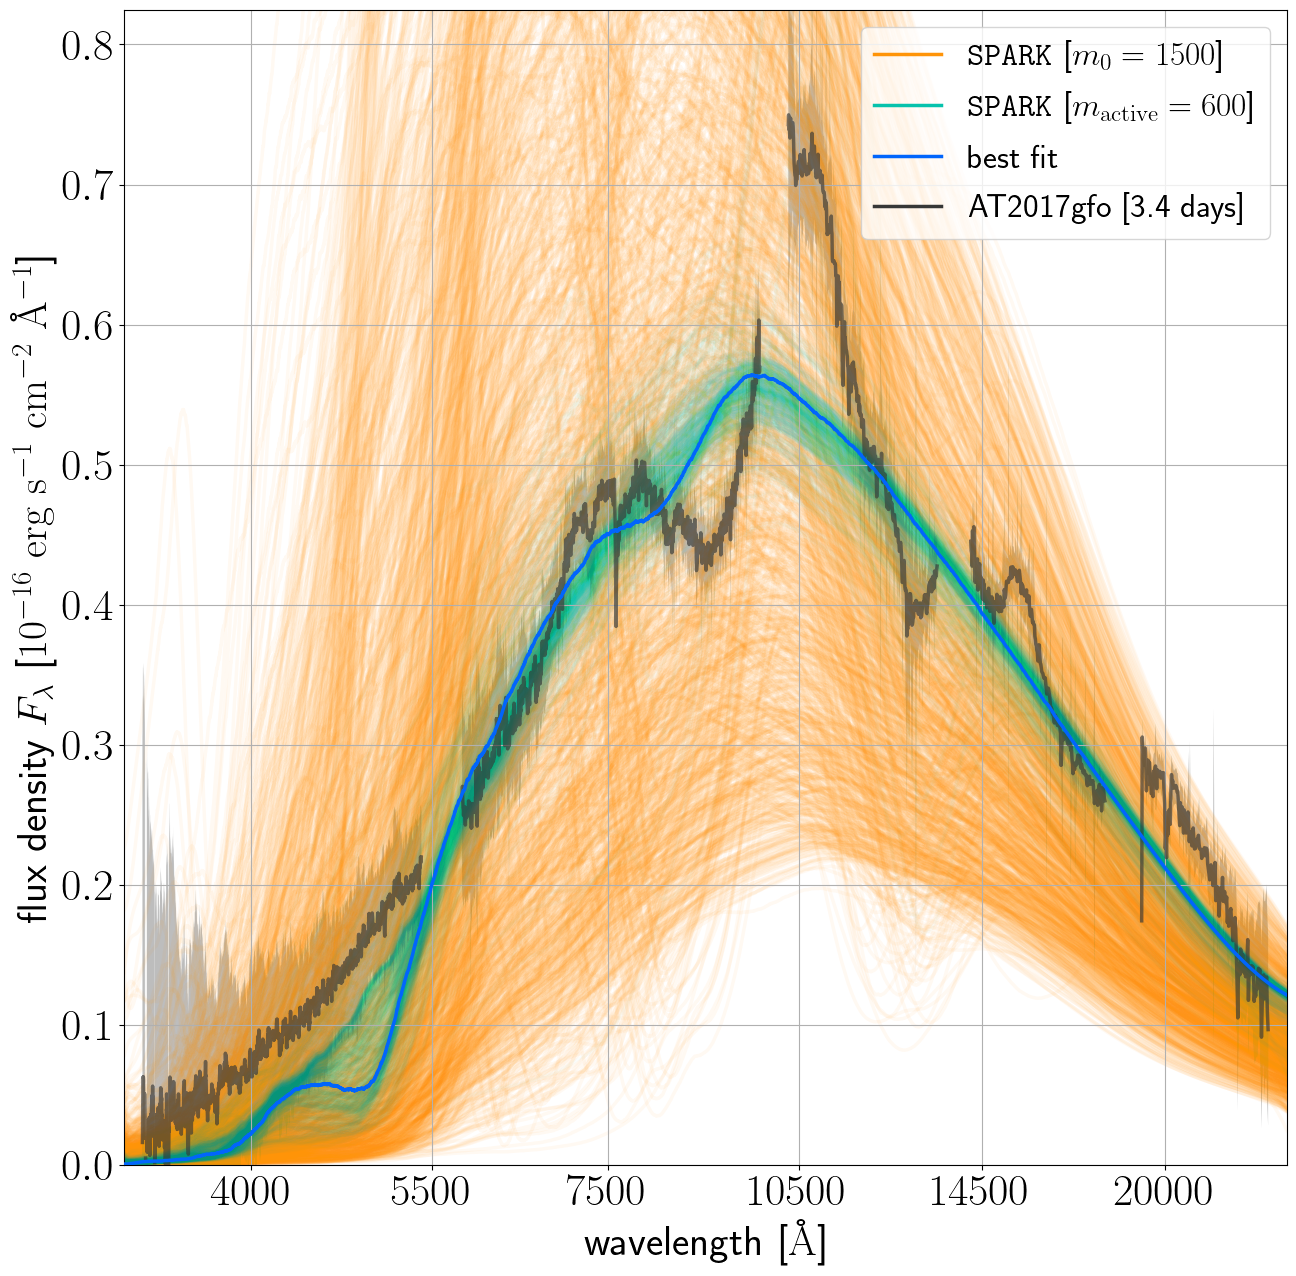 SPARK [m₀ = 1500]
SPARK [m_active = 600]
best fit
AT2017gfo [3.4 days]
flux density F_λ [10⁻¹⁶ erg s⁻¹ cm⁻² Å⁻¹]
0.8
0.7
0.6
0.5
0.4
0.3
0.2
0.1
0.0
4000 5500 7500 10500 14500 20000
wavelength [Å]